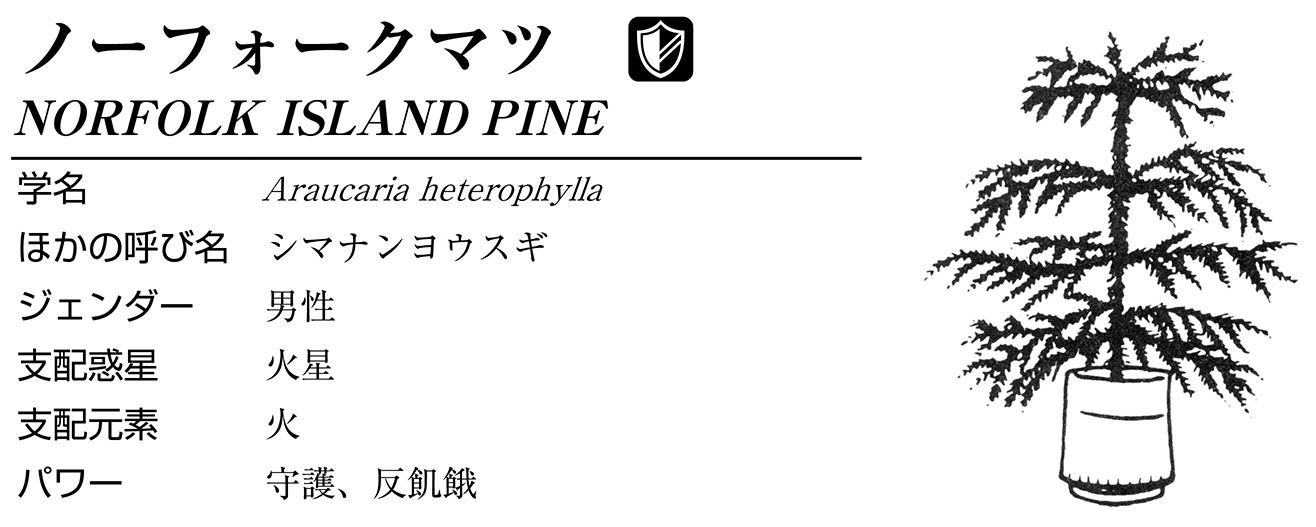 ノーフォークマツ
NORFOLK ISLAND PINE
学名 Araucaria heterophylla
ほかの呼び名 シマナンヨウスギ
ジェンダー 男性
支配惑星 火星
支配元素 火
パワー 守護、反飢餓